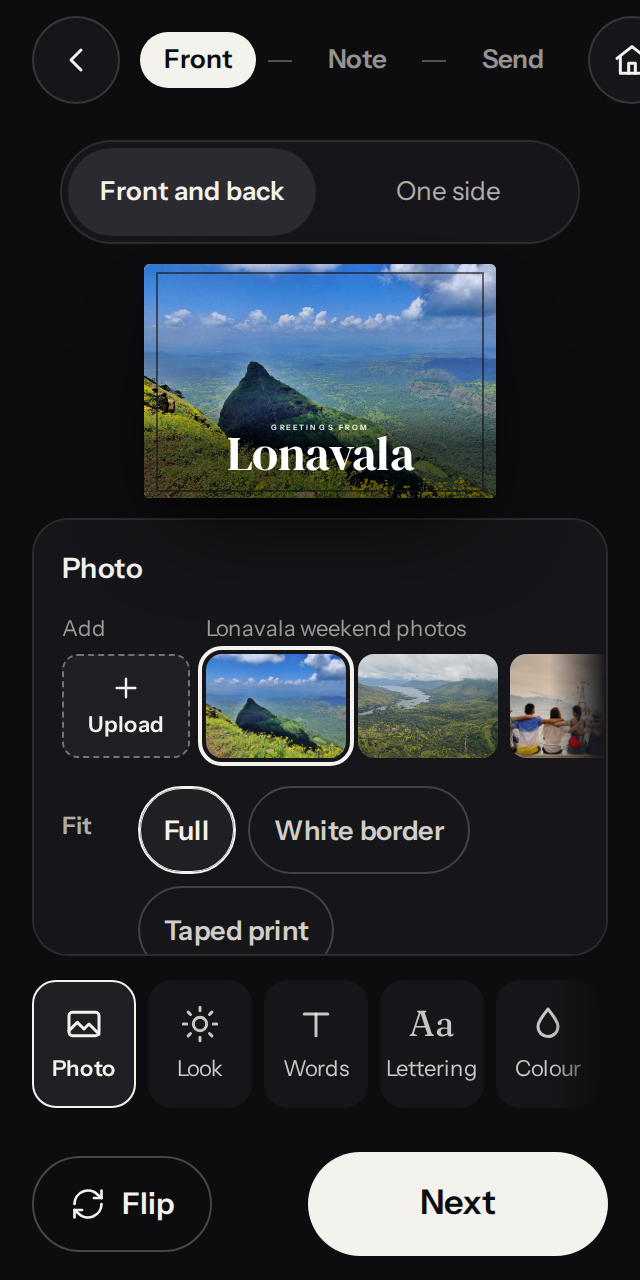 Front
Note
Send
Front and back
One side
GREETINGS FROM
Lonavala
Photo
Add
Lonavala weekend photos
Upload
Fit
Full
White border
Taped print
Photo
Look
Words
Aa
Lettering
Colour
Flip
Next